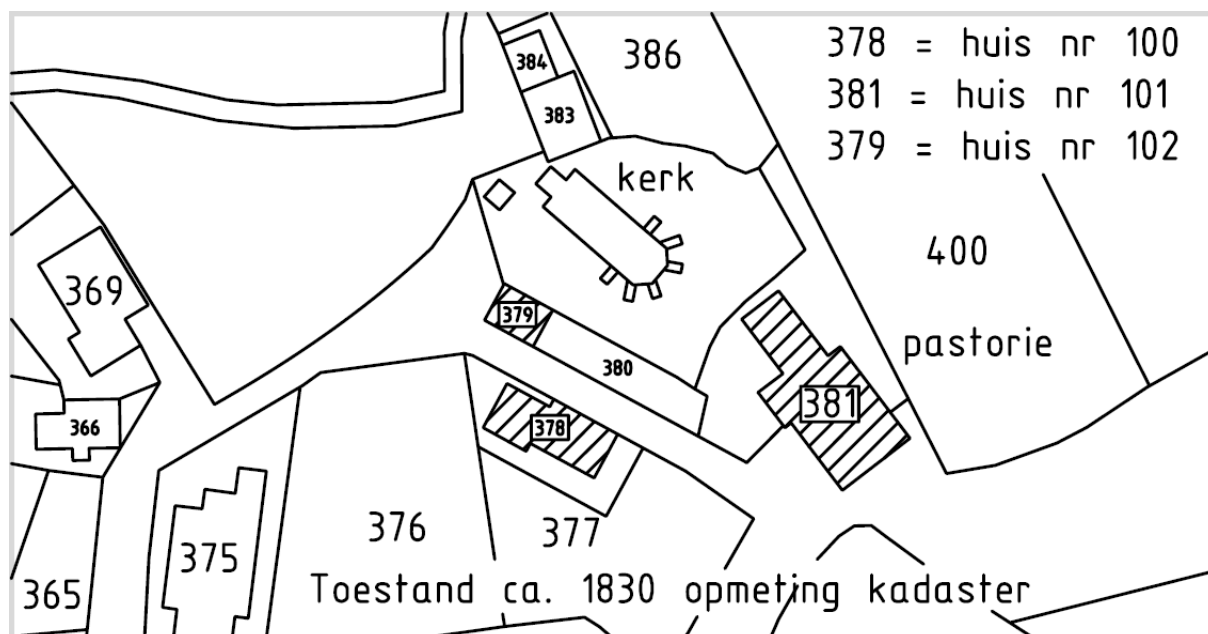 378 = huis nr 100
381 = huis nr 101
379 = huis nr 102
384
386
383
kerk
400
369
379
pastorie
380
381
366
378
376
377
375
365
Toestand ca. 1830 opmeting kadaster